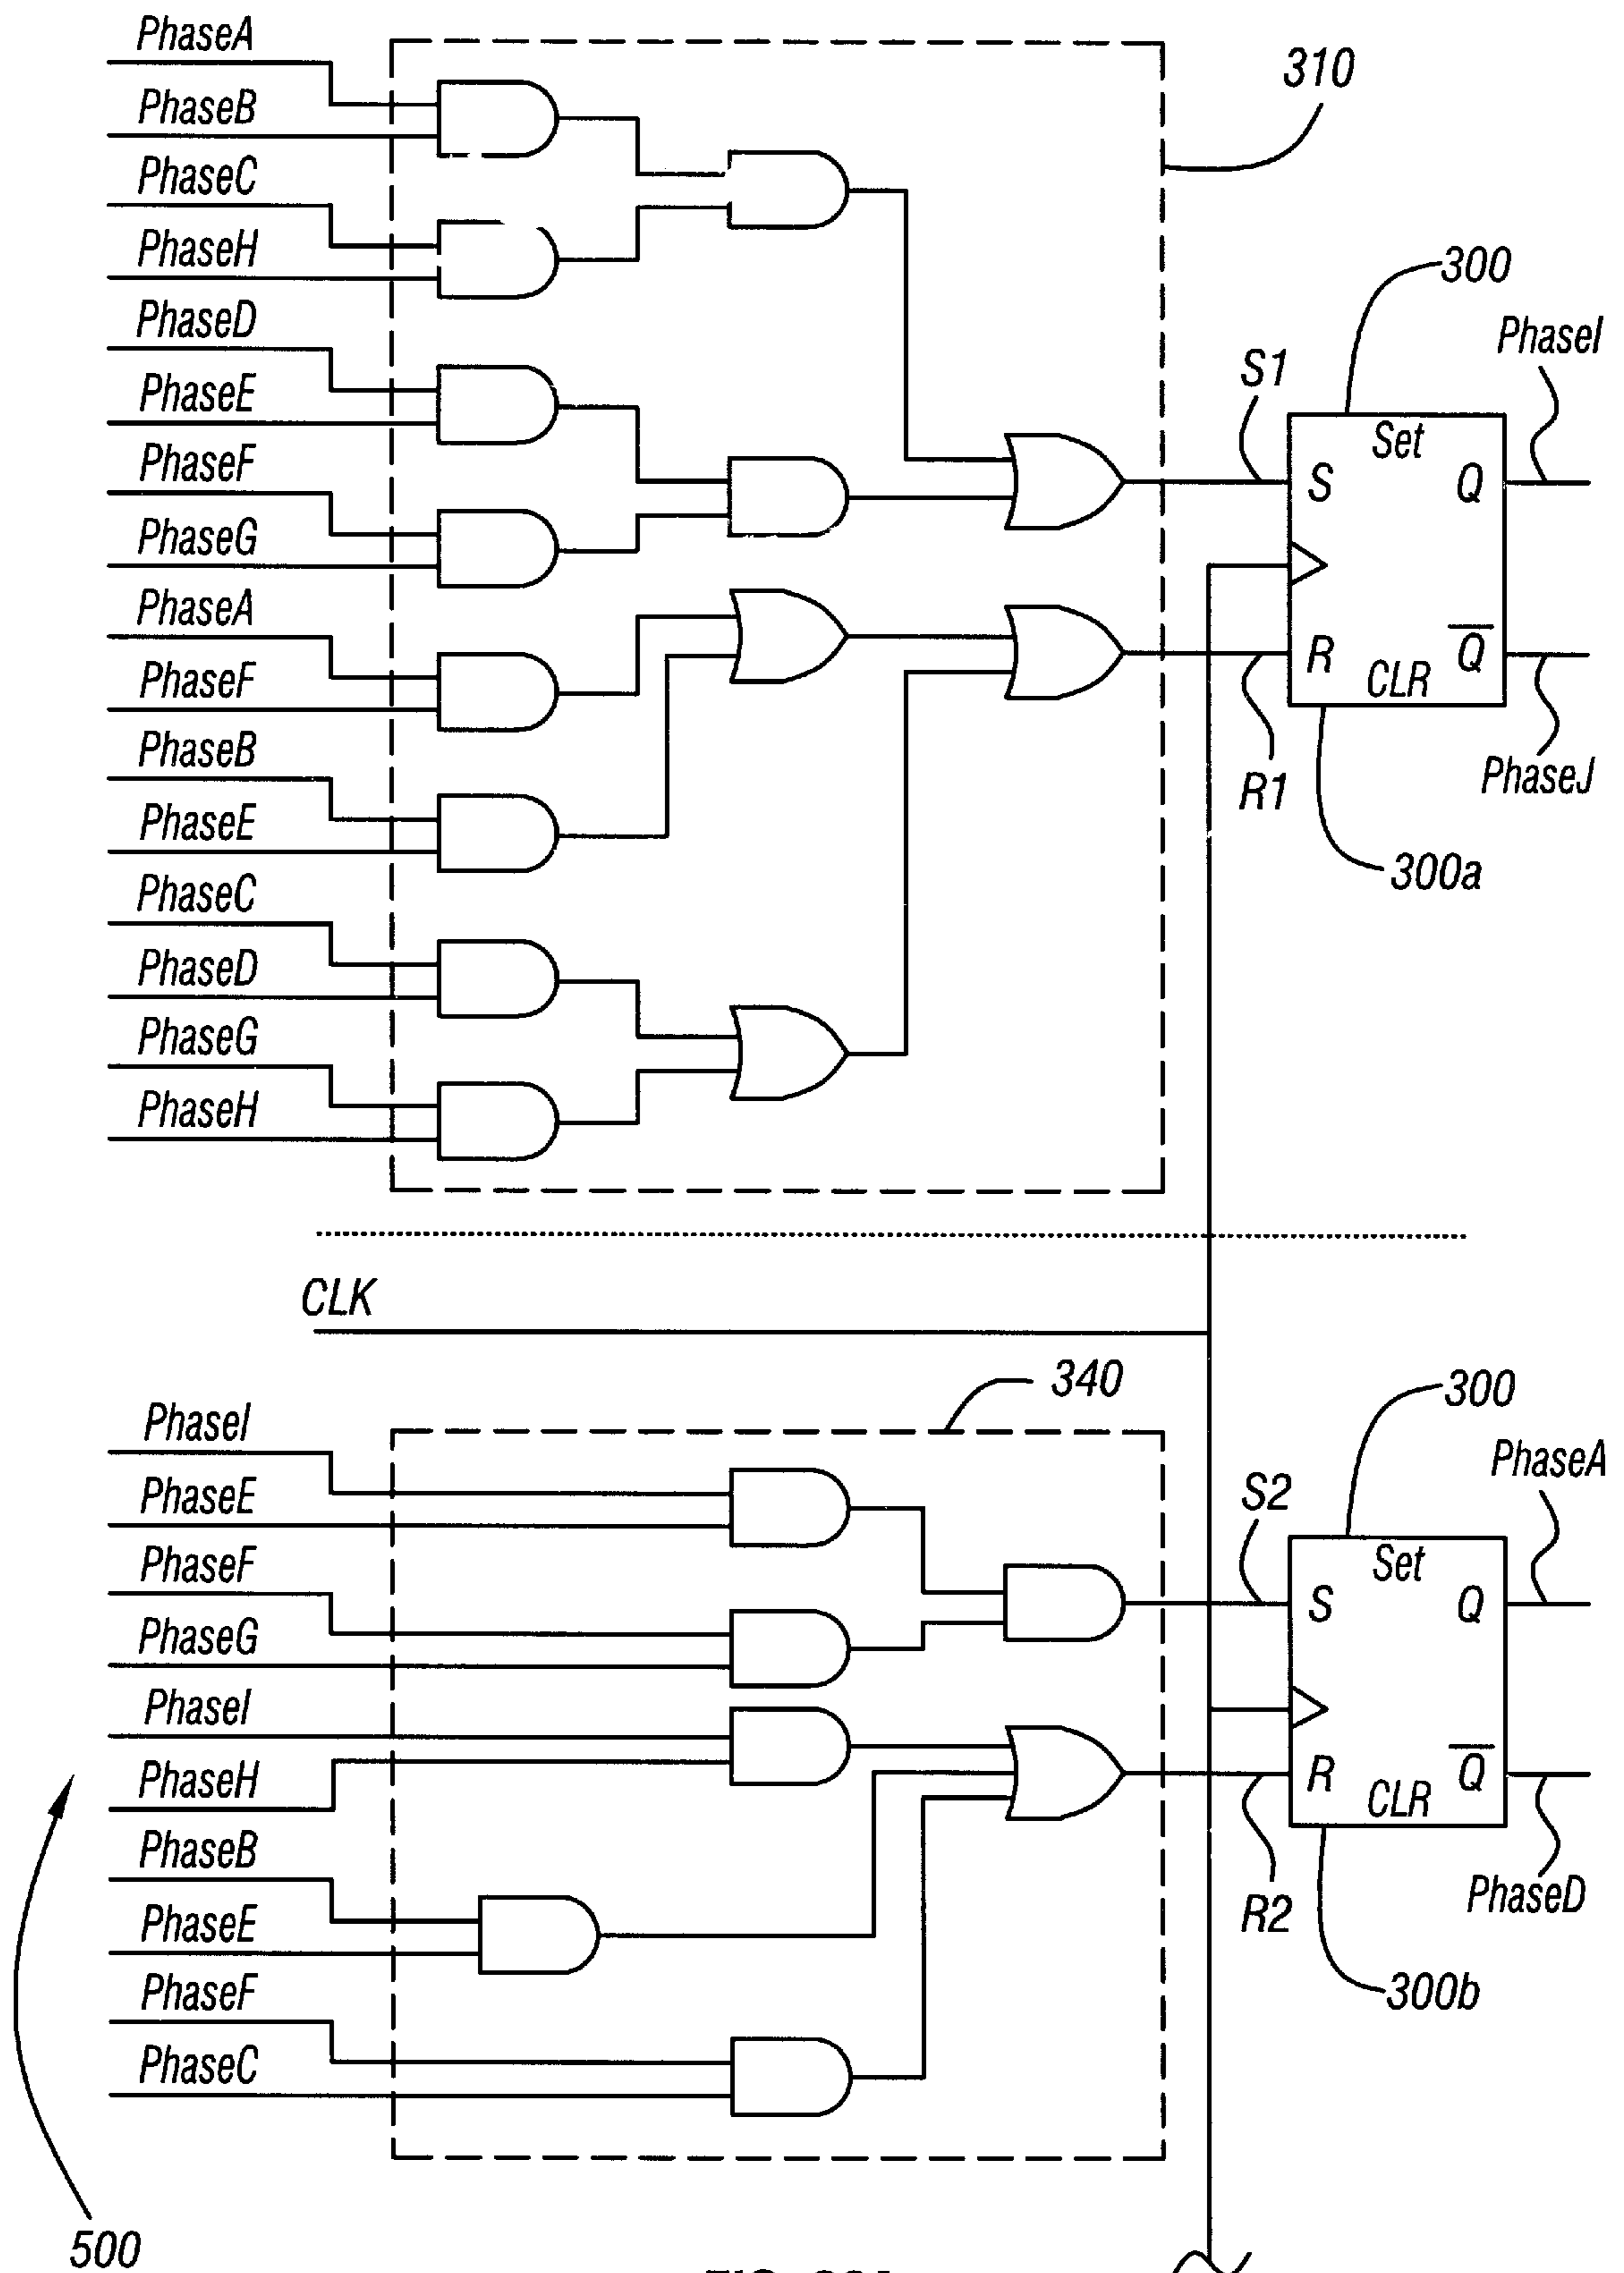 PhaseA
PhaseB
PhaseC
PhaseH
PhaseD
PhaseE
PhaseF
PhaseG
PhaseA
PhaseF
PhaseB
PhaseE
PhaseC
PhaseD
PhaseG
PhaseH
310
300
S1
PhaseI
Set
S
Q
R
Q
CLR
R1
PhaseJ
300a
CLK
340
PhaseI
PhaseE
PhaseF
PhaseG
PhaseI
PhaseH
PhaseB
PhaseE
PhaseF
PhaseC
300
S2
PhaseA
Set
S
Q
R
Q
CLR
R2
PhaseD
300b
500